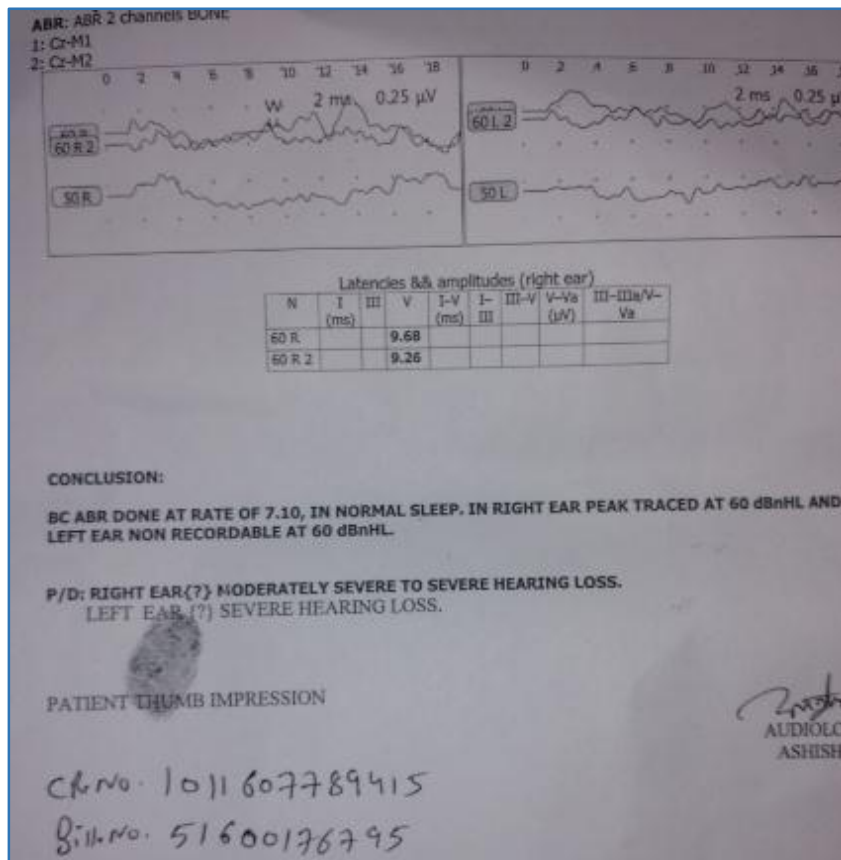 ABR: ABR 2 channels BONE
1: Cz-M1
2: Cz-M2
0 2 4 6 8 10 12 14 16 18
0 2 4 6 8 10 12 14 16
2 ms 0.25 µV
2 ms 0.25 µ
60 R 2
50 R
60 L 2
50 L
Latencies && amplitudes (right ear)
N I (ms) III V I-V (ms) I-III III-V V-Va (µV) III-IIIa/V-Va
60 R 9.68
60 R 2 9.26
CONCLUSION:
BC ABR DONE AT RATE OF 7.10, IN NORMAL SLEEP. IN RIGHT EAR PEAK TRACED AT 60 dBnHL AND
LEFT EAR NON RECORDABLE AT 60 dBnHL.
P/D: RIGHT EAR{?} MODERATELY SEVERE TO SEVERE HEARING LOSS.
LEFT EAR {?} SEVERE HEARING LOSS.
PATIENT THUMB IMPRESSION
AUDIOLO
ASHISH
CR.No. 1011607789415
Bill.No. 51600176795